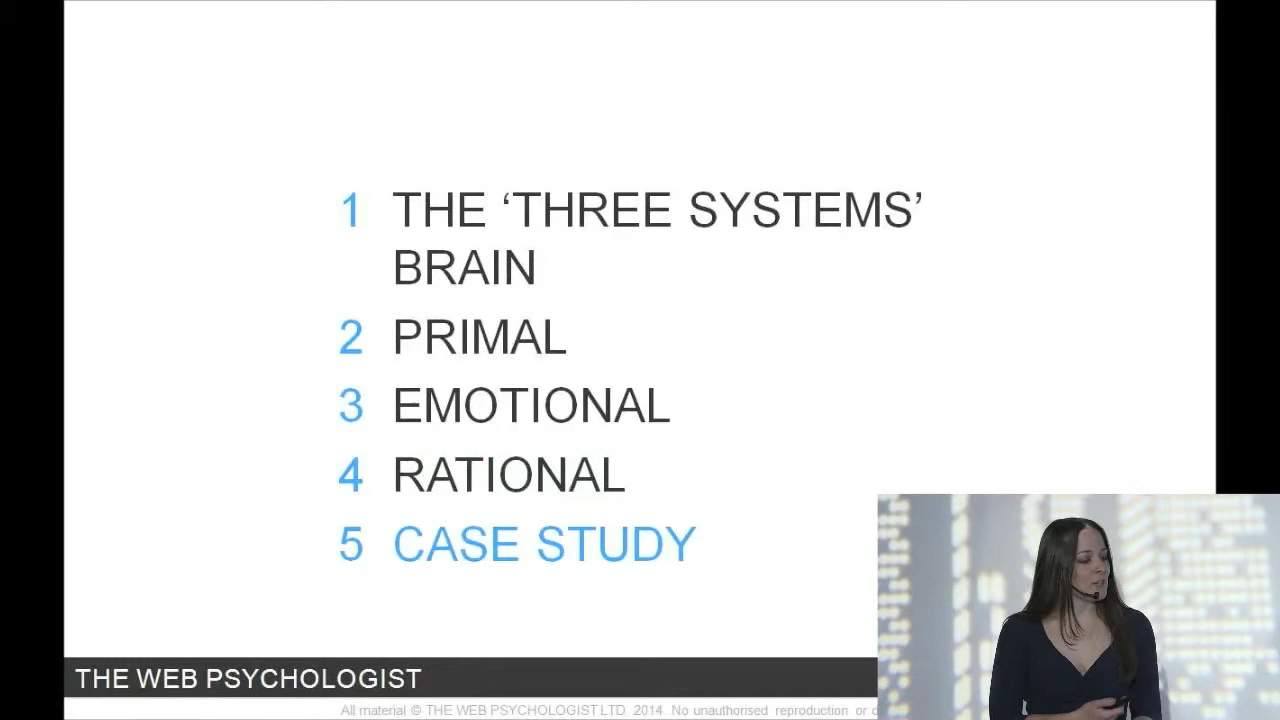 1 THE ‘THREE SYSTEMS’
BRAIN
2 PRIMAL
3 EMOTIONAL
4 RATIONAL
5 CASE STUDY
THE WEB PSYCHOLOGIST
All material © THE WEB PSYCHOLOGIST LTD 2014. No unauthorised reproduction or